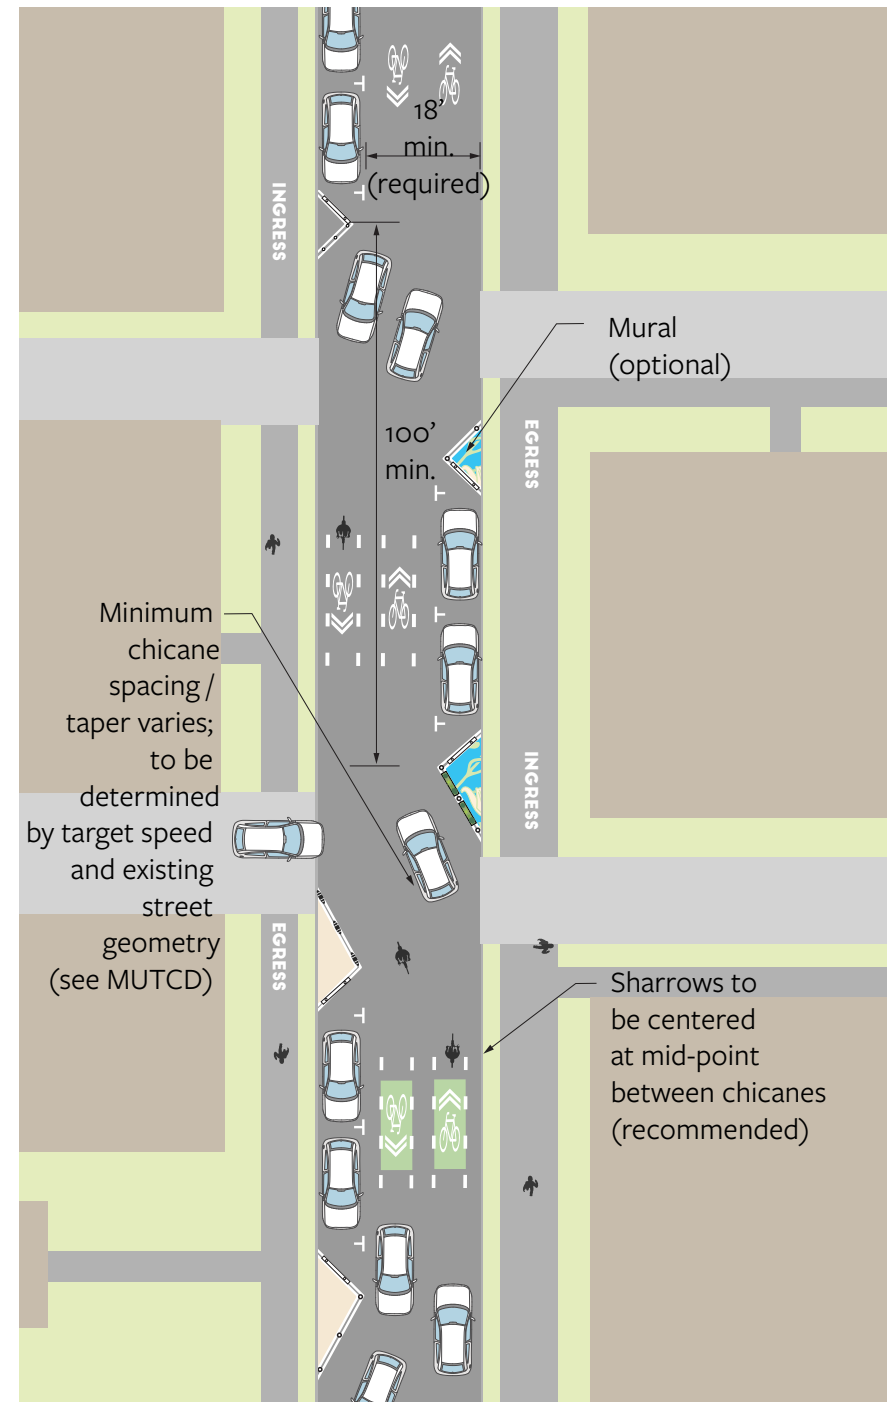 18’
min.
(required)
INGRESS
Mural
(optional)
100’
min.
EGRESS
Minimum
chicane
spacing /
taper varies;
to be
determined
by target speed
and existing
street
geometry
(see MUTCD)
INGRESS
EGRESS
Sharrows to
be centered
at mid-point
between chicanes
(recommended)